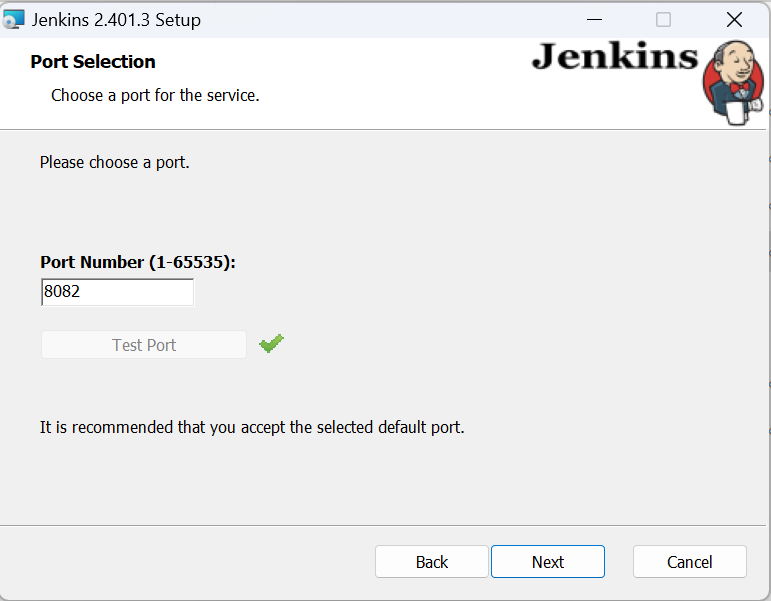 Jenkins 2.401.3 Setup
Port Selection
Jenkins
Choose a port for the service.
Please choose a port.
Port Number (1-65535):
8082
Test Port
It is recommended that you accept the selected default port.
Back
Next
Cancel